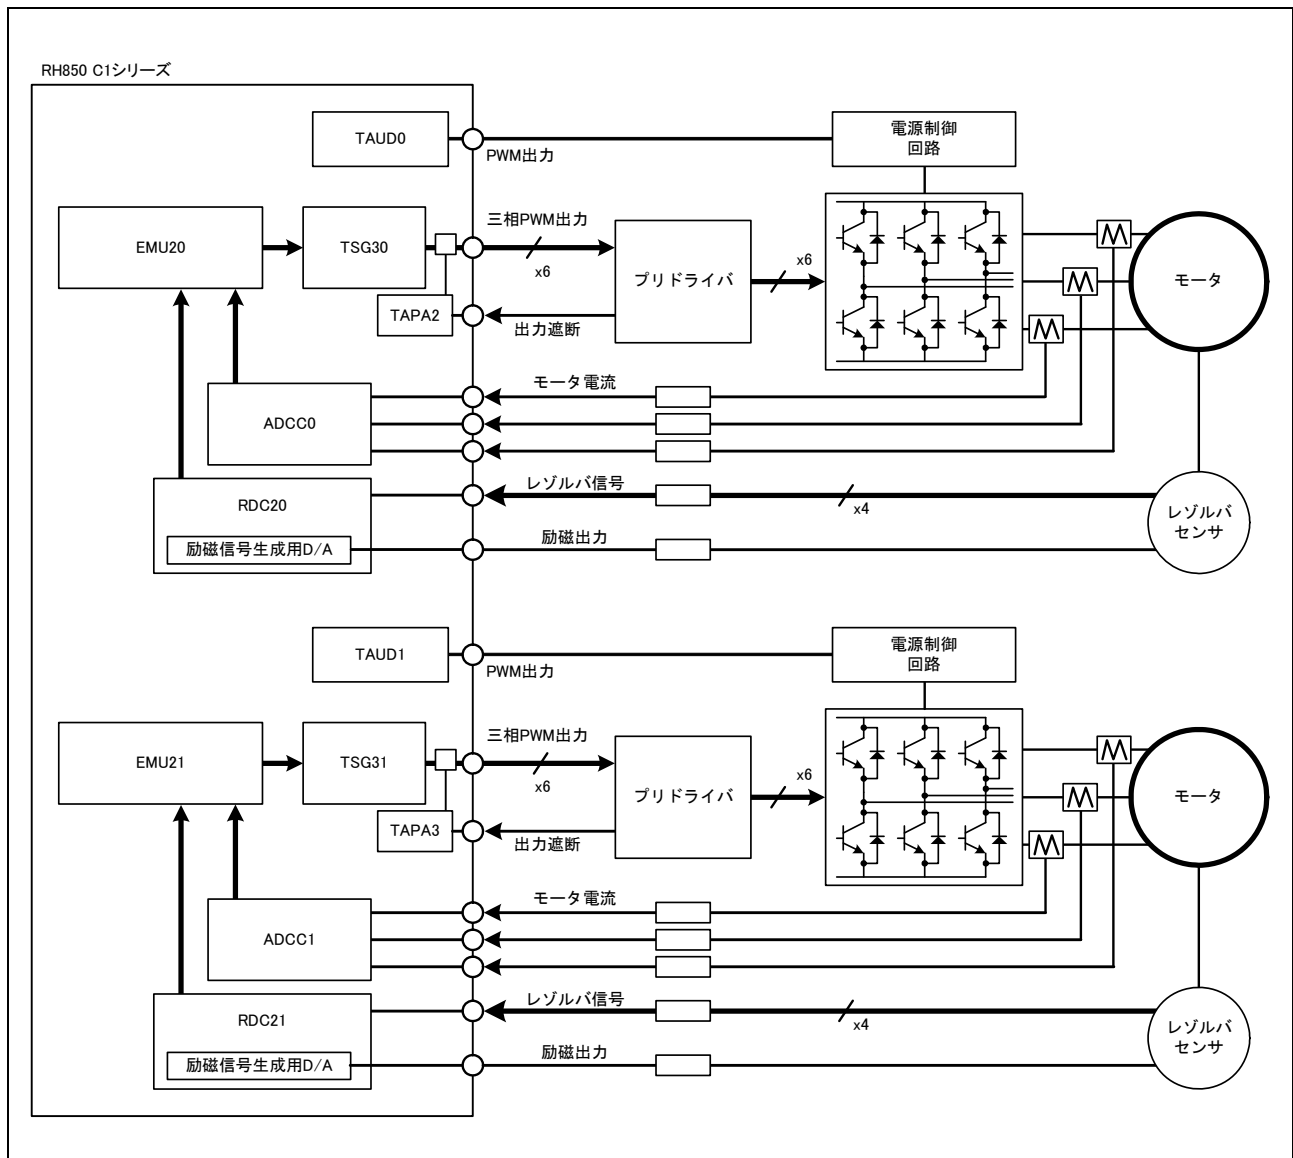 RH850 C1シリーズ
TAUD0
PWM出力
電源制御
回路
EMU20
TSG30
三相PWM出力
x6
プリドライバ
x6
モータ
TAPA2
出力遮断
モータ電流
ADCC0
レゾルバ信号
x4
RDC20
励磁信号生成用D/A
励磁出力
レゾルバ
センサ
TAUD1
PWM出力
電源制御
回路
EMU21
TSG31
三相PWM出力
x6
プリドライバ
x6
モータ
TAPA3
出力遮断
モータ電流
ADCC1
レゾルバ信号
x4
RDC21
励磁信号生成用D/A
励磁出力
レゾルバ
センサ